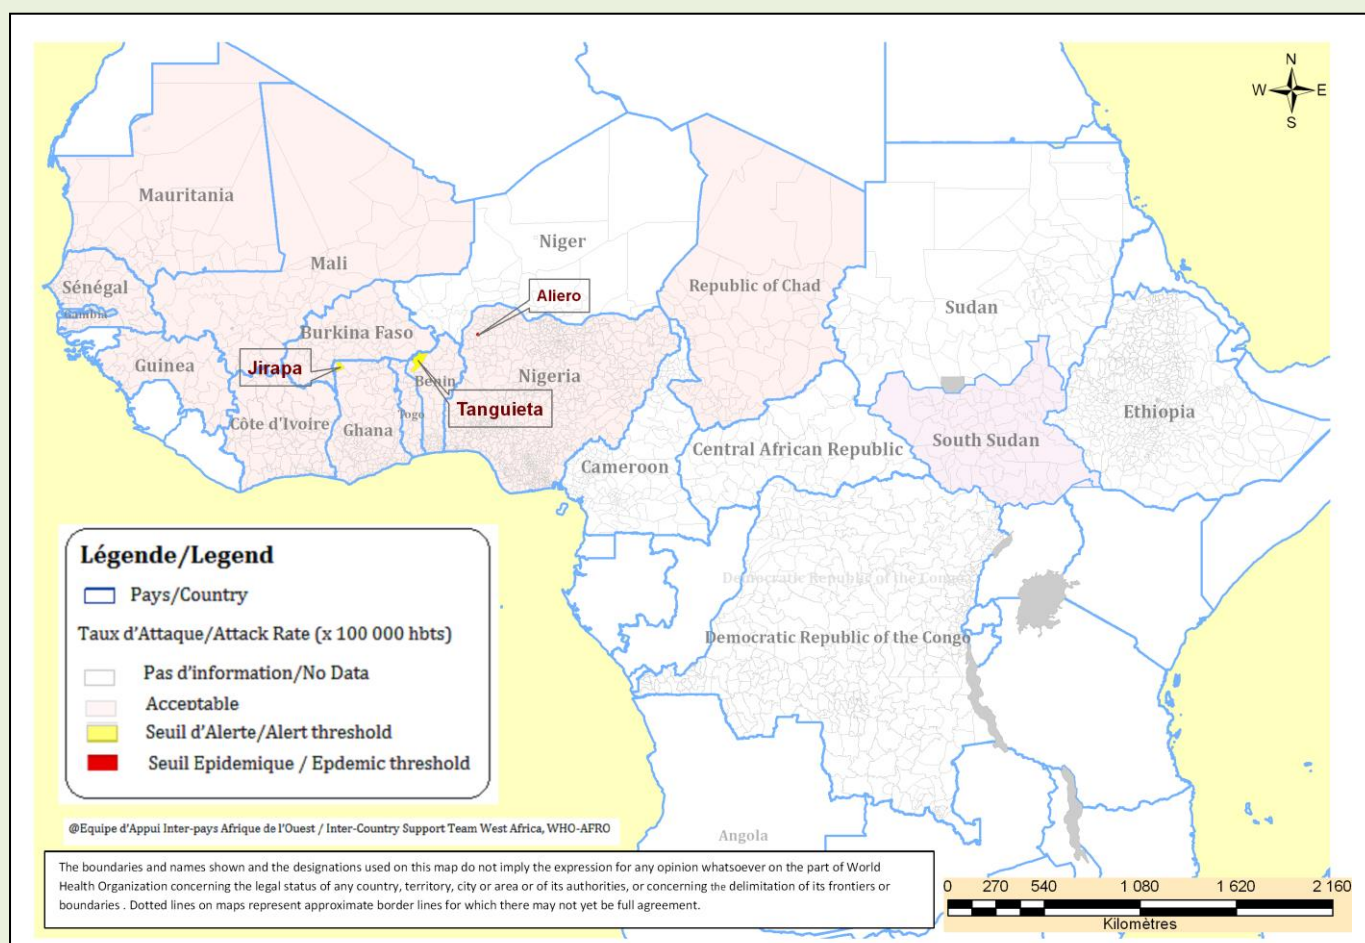 N
W E
S
Mauritania
Mali
Niger
Sénégal
Gambia
Burkina Faso
Aliero
Republic of Chad
Sudan
Guinea
Jirapa
Benin
Nigeria
Tanguieta
Togo
Côte d'Ivoire
Ghana
Cameroon
Central African Republic
South Sudan
Ethiopia
Democratic Republic of the Congo
Democratic Republic of the Congo
Angola
Légende/Legend
Pays/Country
Taux d'Attaque/Attack Rate (x 100 000 hbts)
Pas d'information/No Data
Acceptable
Seuil d'Alerte/Alert threshold
Seuil Epidemique / Epdemic threshold
@Equipe d'Appui Inter-pays Afrique de l'Ouest / Inter-Country Support Team West Africa, WHO-AFRO
The boundaries and names shown and the designations used on this map do not imply the expression for any opinion whatsoever on the part of World
Health Organization concerning the legal status of any country, territory, city or area or of its authorities, or concerning the delimitation of its frontiers or
boundaries . Dotted lines on maps represent approximate border lines for which there may not yet be full agreement.
0 270 540 1 080 1 620 2 160
Kilomètres